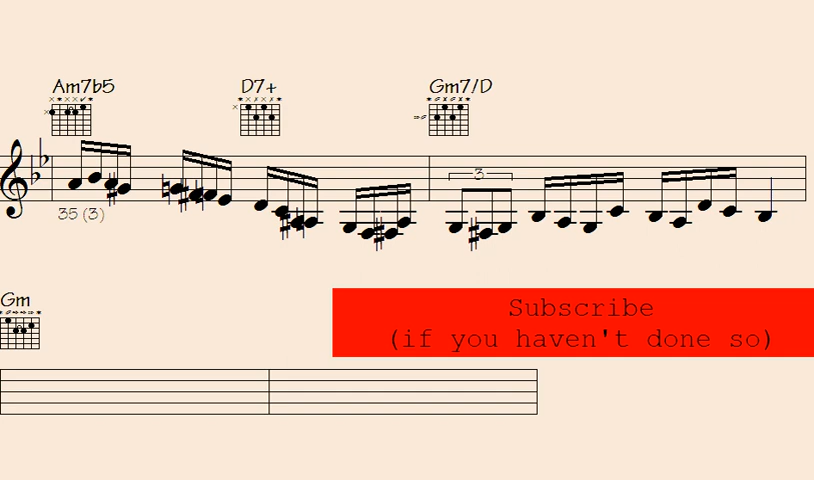 Am7b5 D7+ Gm7/D
3
35 (3)
Gm
Subscribe
(if you haven't done so)